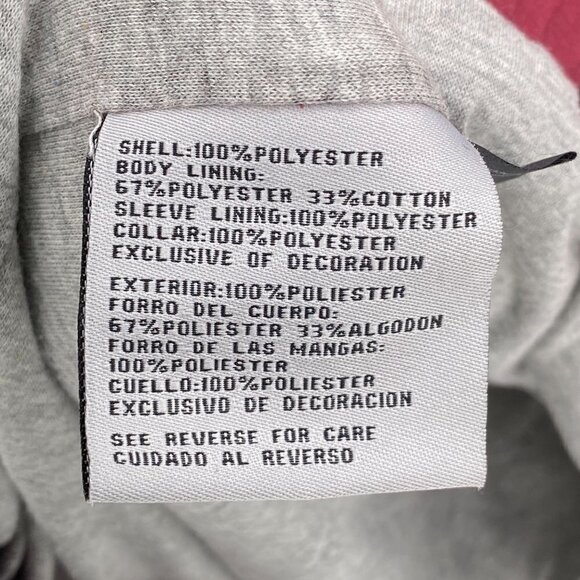 SHELL:100%POLYESTER
BODY LINING:
67%POLYESTER 33%COTTON
SLEEVE LINING:100%POLYESTER
COLLAR:100%POLYESTER
EXCLUSIVE OF DECORATION
EXTERIOR:100%POLIESTER
FORRO DEL CUERPO:
67%POLIESTER 33%ALGODON
FORRO DE LAS MANGAS:
100%POLIESTER
CUELLO:100%POLIESTER
EXCLUSIVO DE DECORACION
SEE REVERSE FOR CARE
CUIDADO AL REVERSO